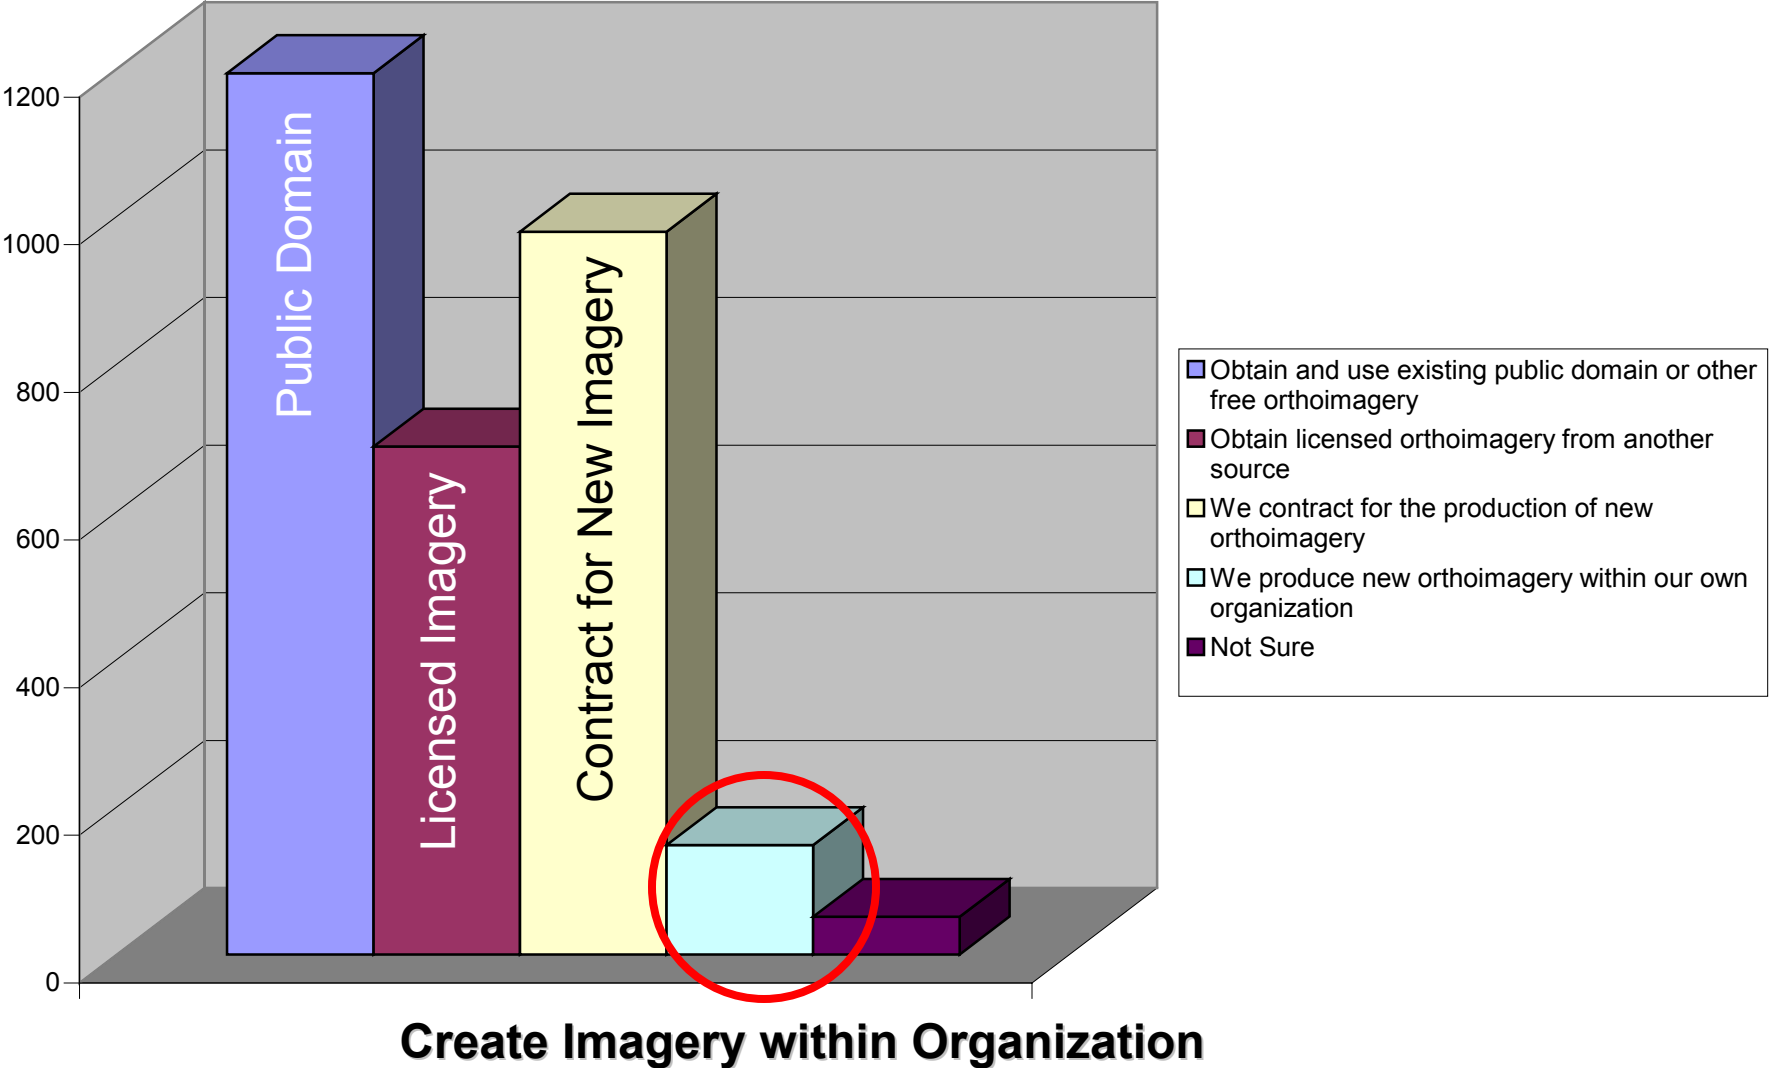 1200
1000
800
600
400
200
0
Public Domain
Licensed Imagery
Contract for New Imagery
Obtain and use existing public domain or other
free orthoimagery
Obtain licensed orthoimagery from another
source
We contract for the production of new
orthoimagery
We produce new orthoimagery within our own
organization
Not Sure
Create Imagery within Organization